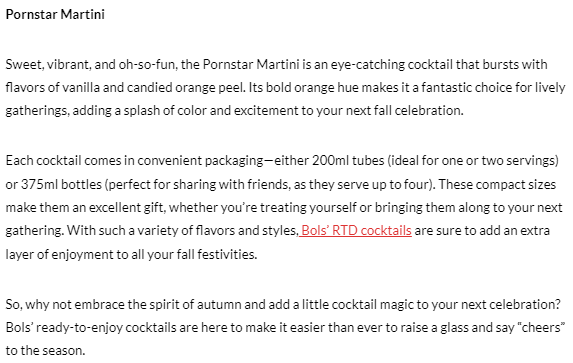 Pornstar Martini
Sweet, vibrant, and oh-so-fun, the Pornstar Martini is an eye-catching cocktail that bursts with
flavors of vanilla and candied orange peel. Its bold orange hue makes it a fantastic choice for lively
gatherings, adding a splash of color and excitement to your next fall celebration.
Each cocktail comes in convenient packaging—either 200ml tubes (ideal for one or two servings)
or 375ml bottles (perfect for sharing with friends, as they serve up to four). These compact sizes
make them an excellent gift, whether you're treating yourself or bringing them along to your next
gathering. With such a variety of flavors and styles, Bols' RTD cocktails are sure to add an extra
layer of enjoyment to all your fall festivities.
So, why not embrace the spirit of autumn and add a little cocktail magic to your next celebration?
Bols' ready-to-enjoy cocktails are here to make it easier than ever to raise a glass and say "cheers"
to the season.